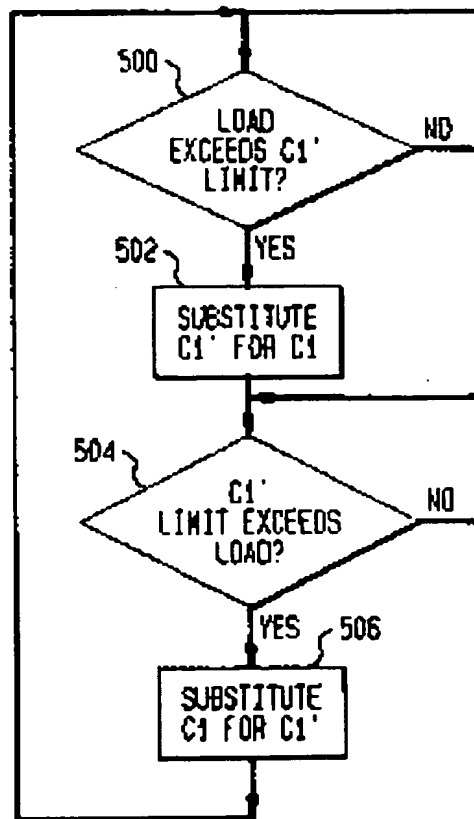 500
LOAD
EXCEEDS C1'
LIMIT?
NO
YES
502
SUBSTITUTE
C1' FOR C1
504
C1'
LIMIT EXCEEDS
LOAD?
NO
YES
506
SUBSTITUTE
C1 FOR C1'